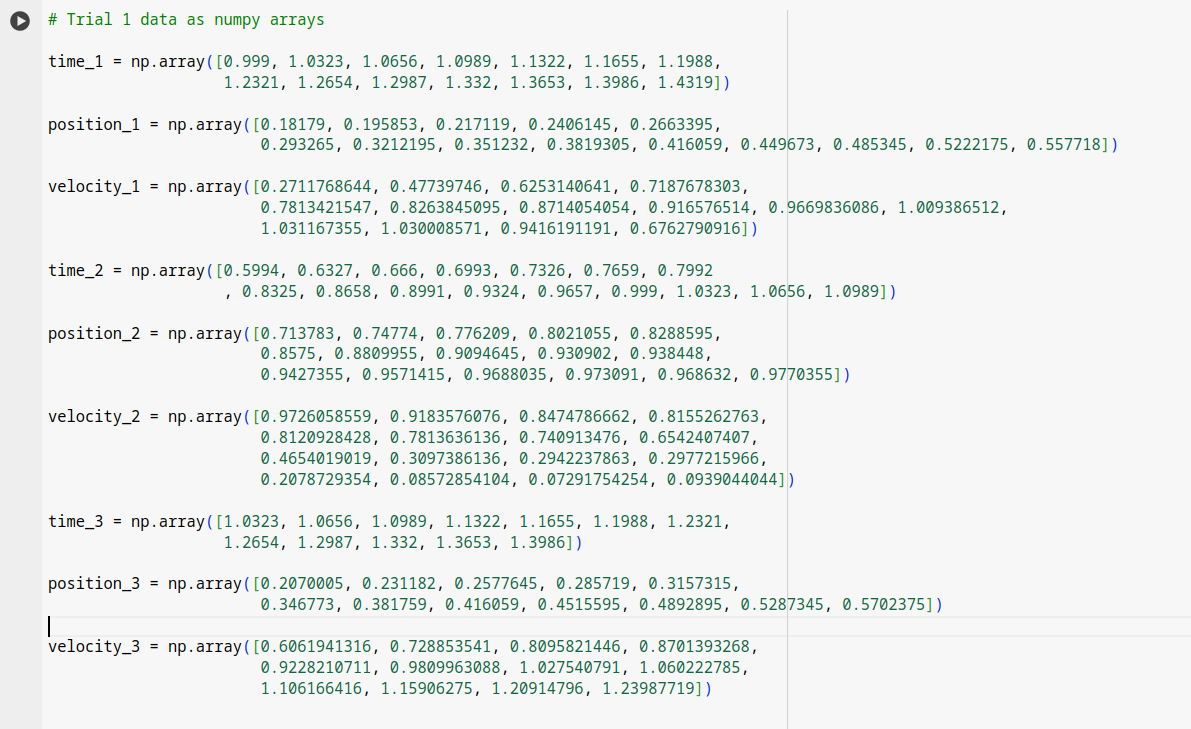 # Trial 1 data as numpy arrays
time_1 = np.array([0.999, 1.0323, 1.0656, 1.0989, 1.1322, 1.1655, 1.1988,
1.2321, 1.2654, 1.2987, 1.332, 1.3653, 1.3986, 1.4319])
position_1 = np.array([0.18179, 0.195853, 0.217119, 0.2406145, 0.2663395,
0.293265, 0.3212195, 0.351232, 0.3819305, 0.416059, 0.449673, 0.485345, 0.5222175, 0.557718])
velocity_1 = np.array([0.2711768644, 0.47739746, 0.6253140641, 0.7187678303,
0.7813421547, 0.8263845095, 0.8714054054, 0.916576514, 0.9669836086, 1.009386512,
1.031167355, 1.030008571, 0.9416191191, 0.6762790916])
time_2 = np.array([0.5994, 0.6327, 0.666, 0.6993, 0.7326, 0.7659, 0.7992
, 0.8325, 0.8658, 0.8991, 0.9324, 0.9657, 0.999, 1.0323, 1.0656, 1.0989])
position_2 = np.array([0.713783, 0.74774, 0.776209, 0.8021055, 0.8288595,
0.8575, 0.8809955, 0.9094645, 0.930902, 0.938448,
0.9427355, 0.9571415, 0.9688035, 0.973091, 0.968632, 0.9770355])
velocity_2 = np.array([0.9726058559, 0.9183576076, 0.8474786662, 0.8155262763,
0.8120928428, 0.7813636136, 0.740913476, 0.6542407407,
0.4654019019, 0.3097386136, 0.2942237863, 0.2977215966,
0.2078729354, 0.08572854104, 0.07291754254, 0.0939044044])
time_3 = np.array([1.0323, 1.0656, 1.0989, 1.1322, 1.1655, 1.1988, 1.2321,
1.2654, 1.2987, 1.332, 1.3653, 1.3986])
position_3 = np.array([0.2070005, 0.231182, 0.2577645, 0.285719, 0.3157315,
0.346773, 0.381759, 0.416059, 0.4515595, 0.4892895, 0.5287345, 0.5702375])
velocity_3 = np.array([0.6061941316, 0.728853541, 0.8095821446, 0.8701393268,
0.9228210711, 0.9809963088, 1.027540791, 1.060222785,
1.106166416, 1.15906275, 1.20914796, 1.23987719])